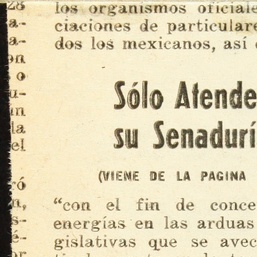 los organismos oficiale
ciaciones de particulare
dos los mexicanos, así
Sólo Atende
su Senadurí
(VIENE DE LA PAGINA
"con el fin de conce
energías en las arduas
gislativas que se avec